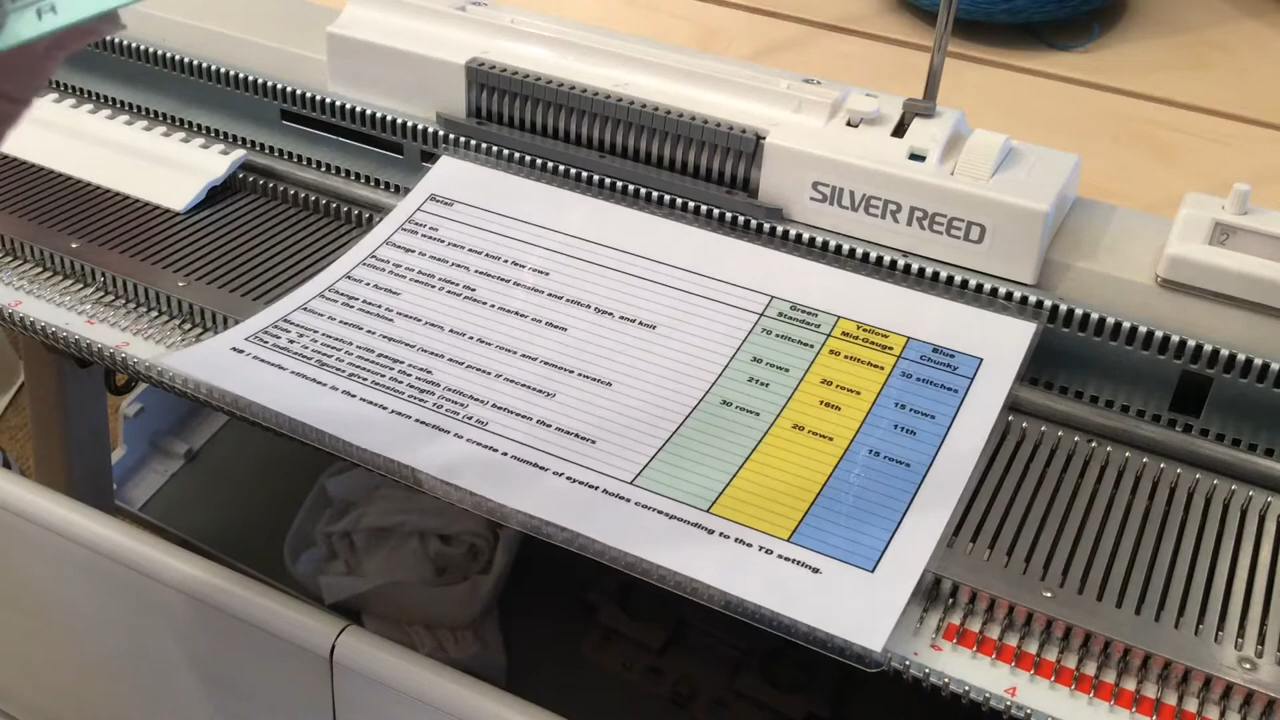 SILVER REED
2
Detail
Green
Standard
Yellow
Mid-Gauge
Blue
Chunky
Cast on
with waste yarn and knit a few rows
70 stitches
50 stitches
30 stitches
Change to main yarn, selected tension and stitch type, and knit
30 rows
20 rows
15 rows
Push up on both sides the
stitch from centre 0 and place a marker on them
21st
16th
11th
Knit a further
30 rows
20 rows
15 rows
Change back to waste yarn, knit a few rows and remove swatch
from the machine.
Allow to settle as required (wash and press if necessary)
Measure swatch with gauge scale.
Side "S" is used to measure the width (stitches) between the markers
Side "R" is used to measure the length (rows)
The indicated figures give tension over 10 cm (4 in)
NB I transfer stitches in the waste yarn section to create a number of eyelet holes corresponding to the TD setting.
3
2
4